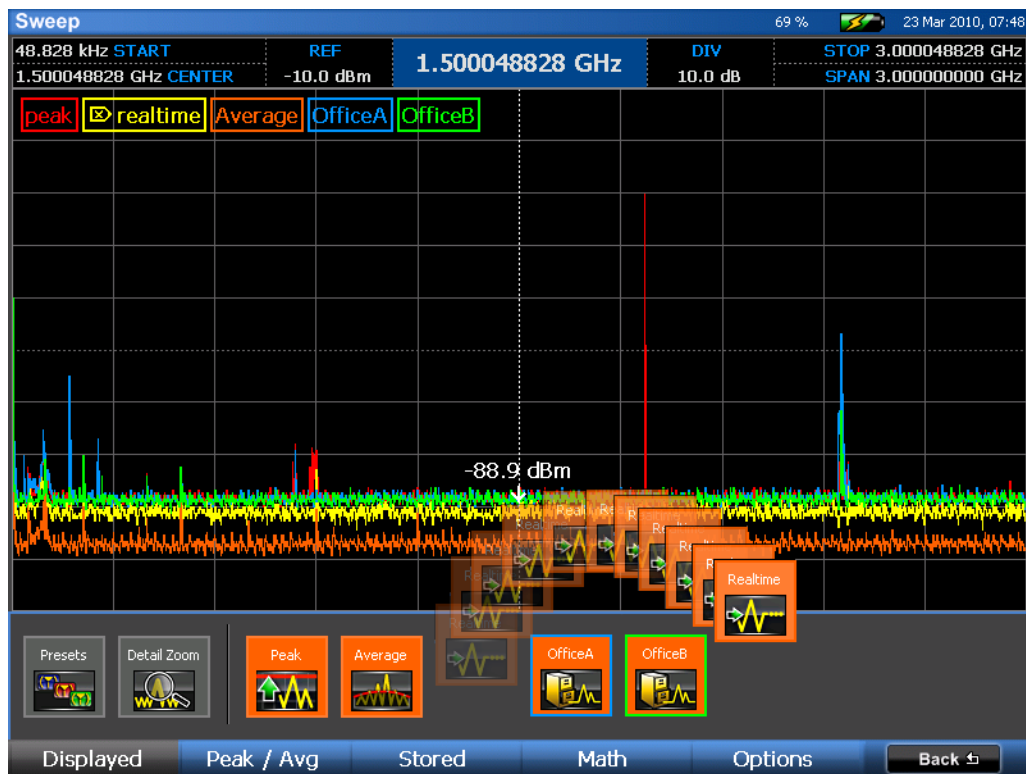 Sweep 69 % 23 Mar 2010, 07:48
48.828 kHz START REF 1.500048828 GHz DIV STOP 3.000048828 GHz
1.500048828 GHz CENTER -10.0 dBm 10.0 dB SPAN 3.000000000 GHz
peak realtime Average OfficeA OfficeB
-88.9 dBm
Realtime
Presets Detail Zoom Peak Average OfficeA OfficeB
Displayed Peak / Avg Stored Math Options Back